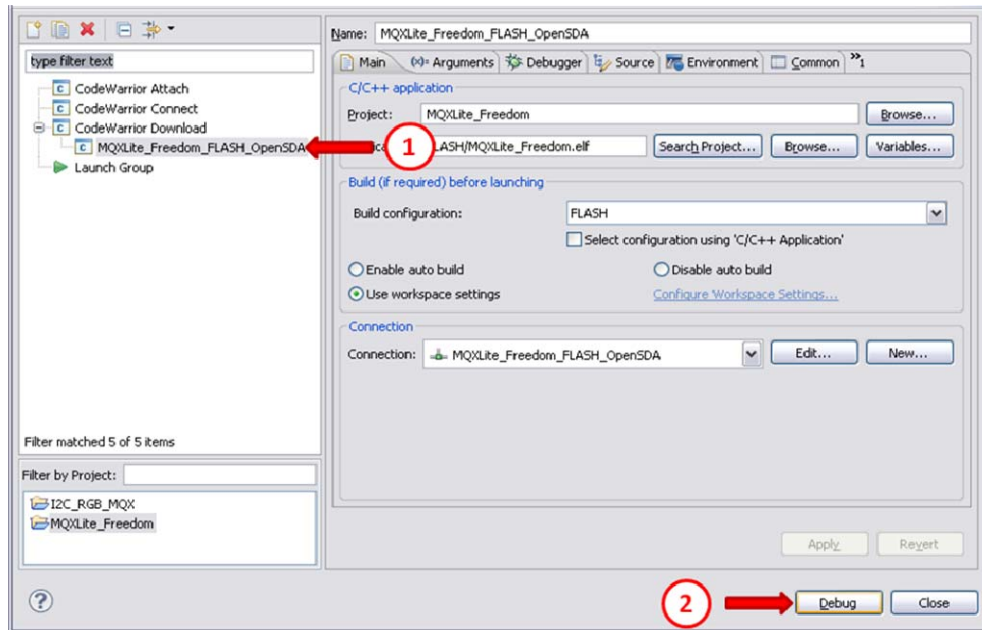 Name: MQXLite_Freedom_FLASH_OpenSDA
type filter text
CodeWarrior Attach
CodeWarrior Connect
CodeWarrior Download
MQXLite_Freedom_FLASH_OpenSDA
Launch Group
Filter matched 5 of 5 items
Filter by Project:
I2C_RGB_MQX
MQXLite_Freedom
Main (x)= Arguments Debugger Source Environment Common »1
C/C++ application
Project: MQXLite_Freedom Browse...
1
LASH/MQXLite_Freedom.elf Search Project... Browse... Variables...
Build (if required) before launching
Build configuration: FLASH
Select configuration using 'C/C++ Application'
Enable auto build Disable auto build
Use workspace settings Configure Workspace Settings...
Connection
Connection: MQXLite_Freedom_FLASH_OpenSDA Edit... New...
Apply Revert
? 2 Debug Close